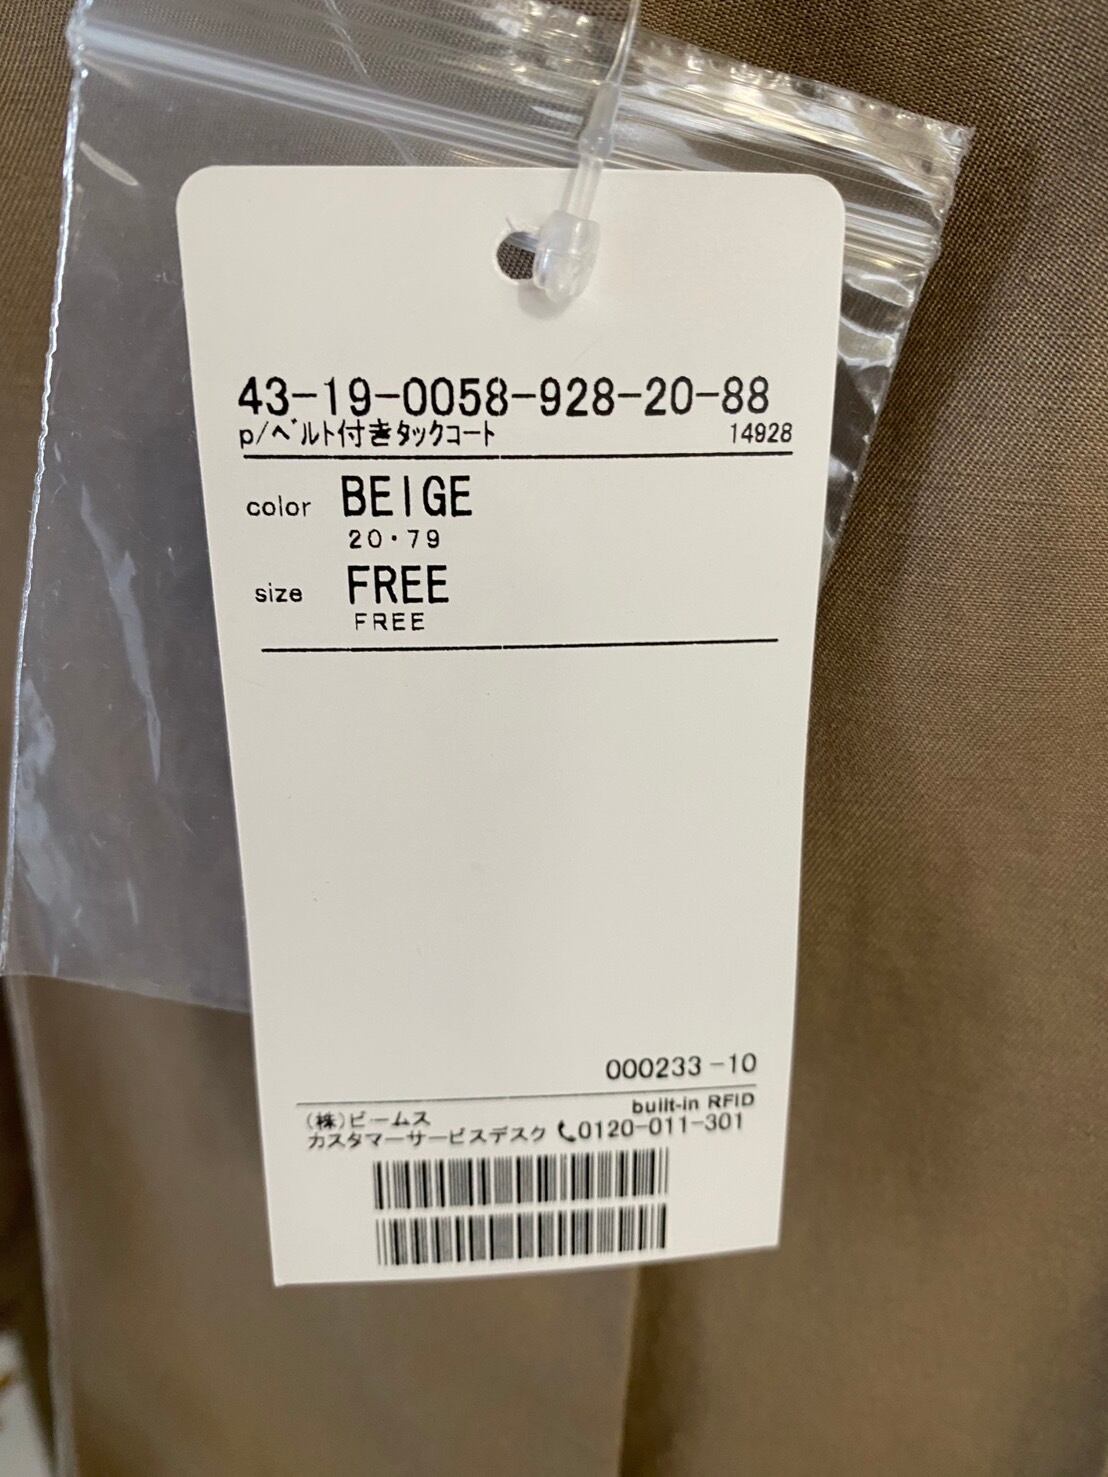 43-19-0058-928-20-88
p/ﾍﾞﾙﾄ付きﾀｯｸｺｰﾄ 14928
color BEIGE
20・79
size FREE
FREE
000233-10
built-in RFID
(株)ビームス
カスタマーサービスデスク 0120-011-301